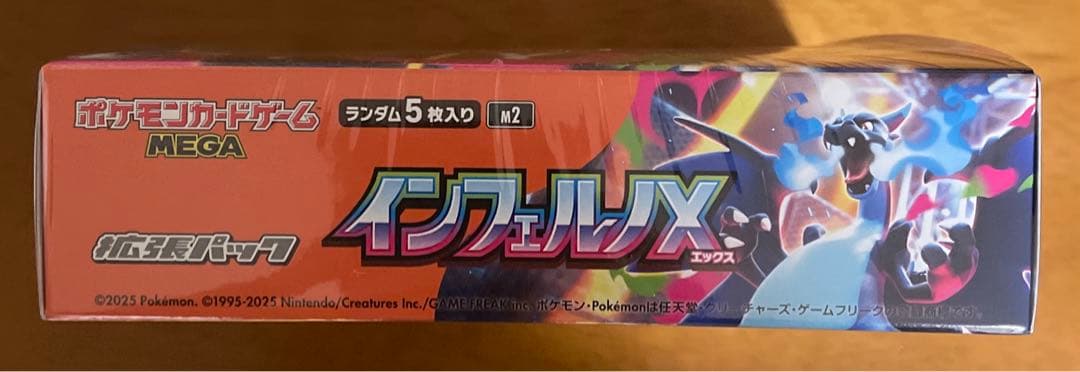 ポケモンカードゲーム
MEGA
ランダム5枚入り M2
インフェルノX
エックス
拡張パック
©2025 Pokémon. ©1995-2025 Nintendo/Creatures Inc./GAME FREAK inc. ポケモン・Pokémonは任天堂・クリーチャーズ・ゲームフリークの です。